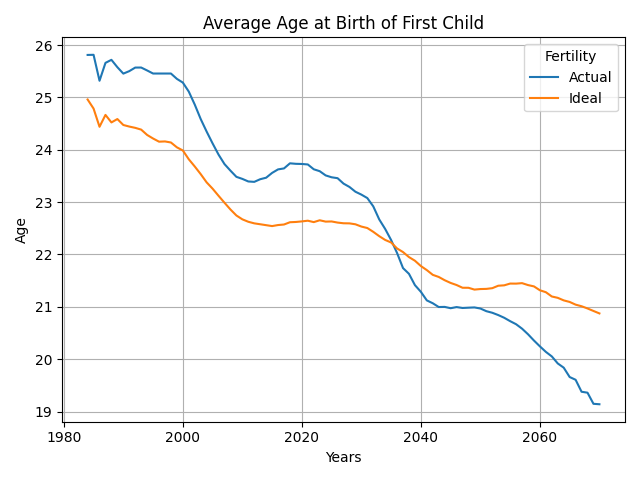 Average Age at Birth of First Child
Fertility
Actual
Ideal
Age
26
25
24
23
22
21
20
19
1980
2000
2020
2040
2060
Years